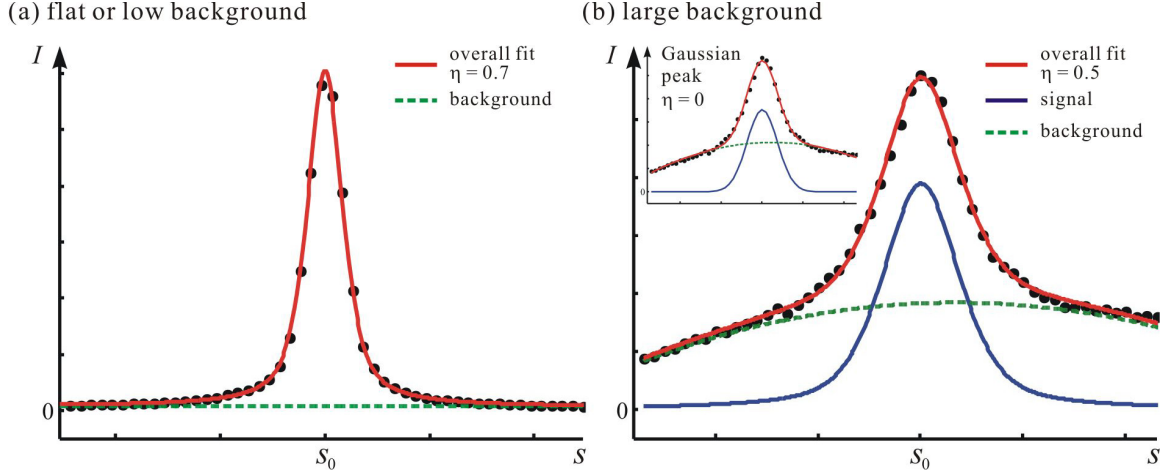 (a) flat or low background
I
overall fit
η = 0.7
background
0
s₀
s
(b) large background
I
Gaussian
peak
η = 0
0
overall fit
η = 0.5
signal
background
0
s₀
s